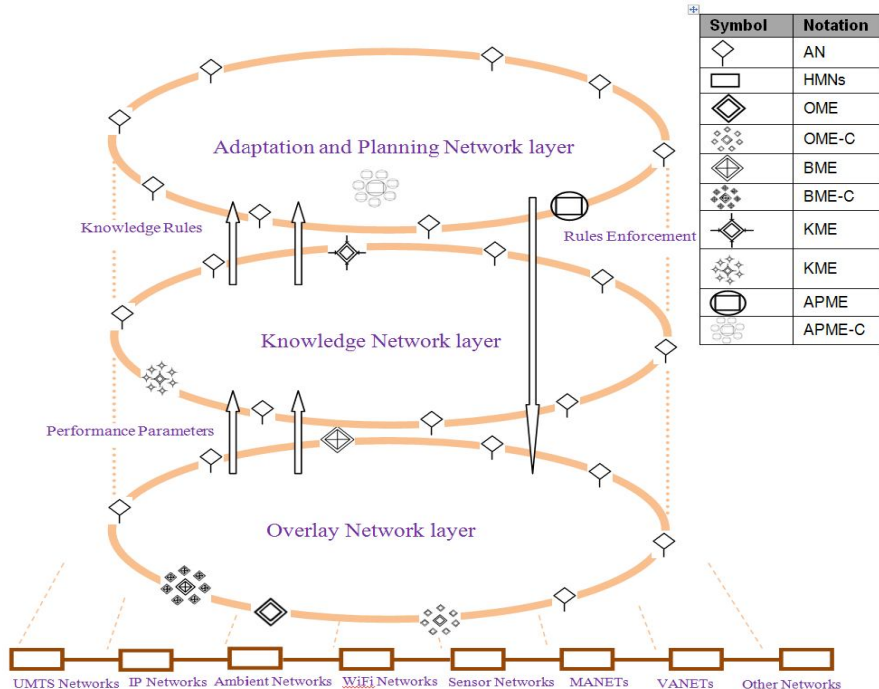 Symbol Notation
AN
HMNs
OME
OME-C
BME
BME-C
KME
KME
APME
APME-C
Adaptation and Planning Network layer
Knowledge Rules
Rules Enforcement
Knowledge Network layer
Performance Parameters
Overlay Network layer
UMTS Networks IP Networks Ambient Networks WiFi Networks Sensor Networks MANETs VANETs Other Networks